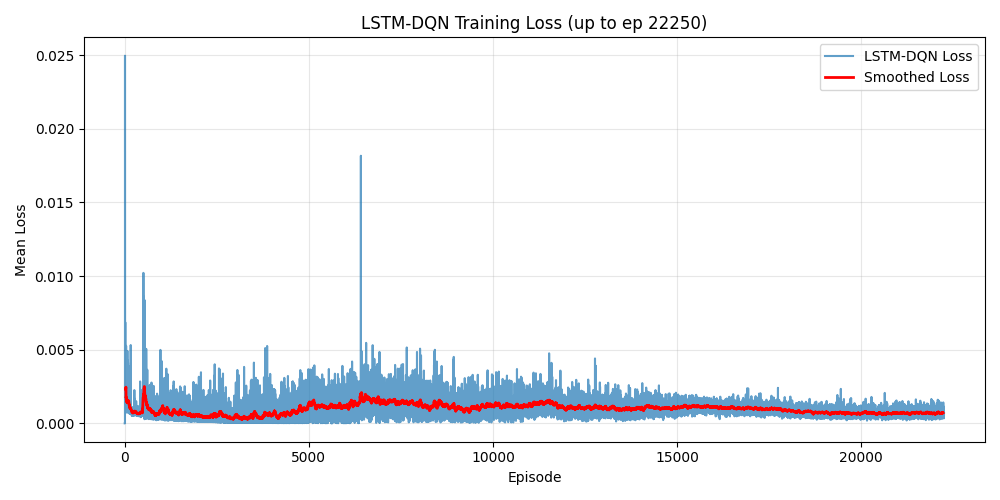 LSTM-DQN Training Loss (up to ep 22250)
LSTM-DQN Loss
Smoothed Loss
Mean Loss
0.025
0.020
0.015
0.010
0.005
0.000
0
5000
10000
15000
20000
Episode